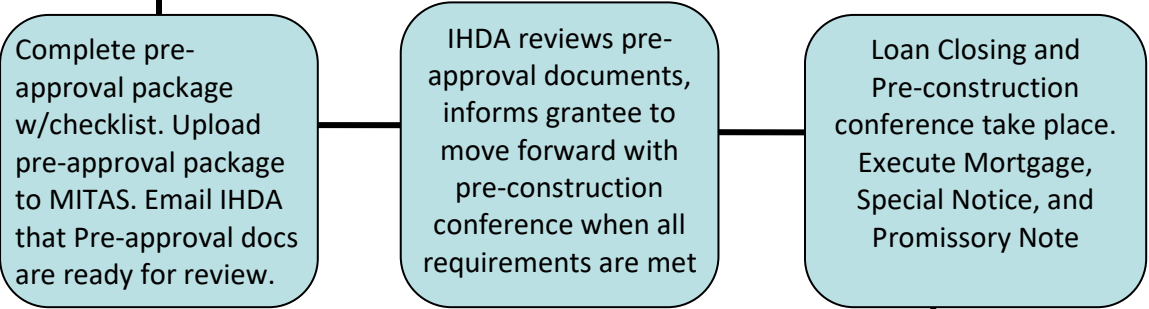 Complete pre-
approval package
w/checklist. Upload
pre-approval package
to MITAS. Email IHDA
that Pre-approval docs
are ready for review.
IHDA reviews pre-
approval documents,
informs grantee to
move forward with
pre-construction
conference when all
requirements are met
Loan Closing and
Pre-construction
conference take place.
Execute Mortgage,
Special Notice, and
Promissory Note